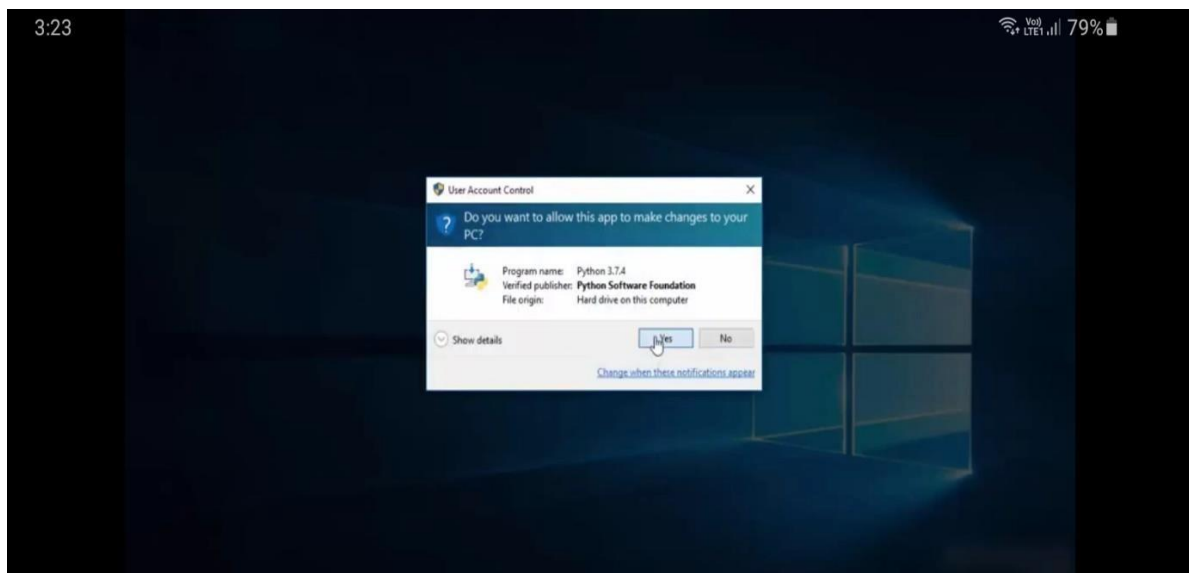 3:23
Vo)) LTE1 79%
User Account Control
Do you want to allow this app to make changes to your
PC?
Program name: Python 3.7.4
Verified publisher: Python Software Foundation
File origin: Hard drive on this computer
Show details
Yes
No
Change when these notifications appear